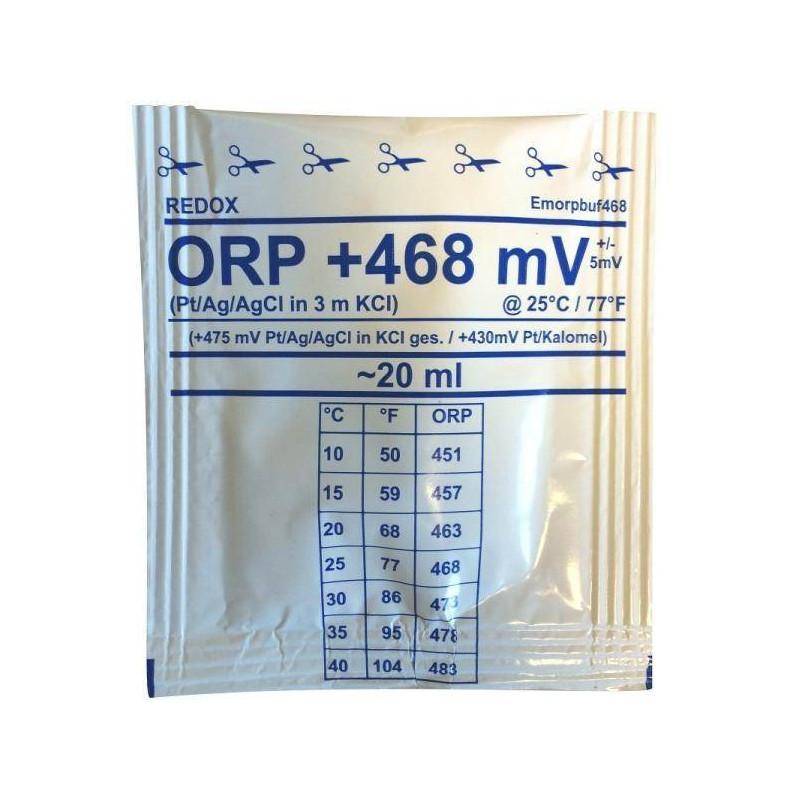 REDOX Emorpbuf468
ORP +468 mV +/- 5mV
(Pt/Ag/AgCl in 3 m KCl) @ 25°C / 77°F
(+475 mV Pt/Ag/AgCl in KCl ges. / +430mV Pt/Kalomel)
~20 ml
°C °F ORP
10 50 451
15 59 457
20 68 463
25 77 468
30 86 473
35 95 478
40 104 483